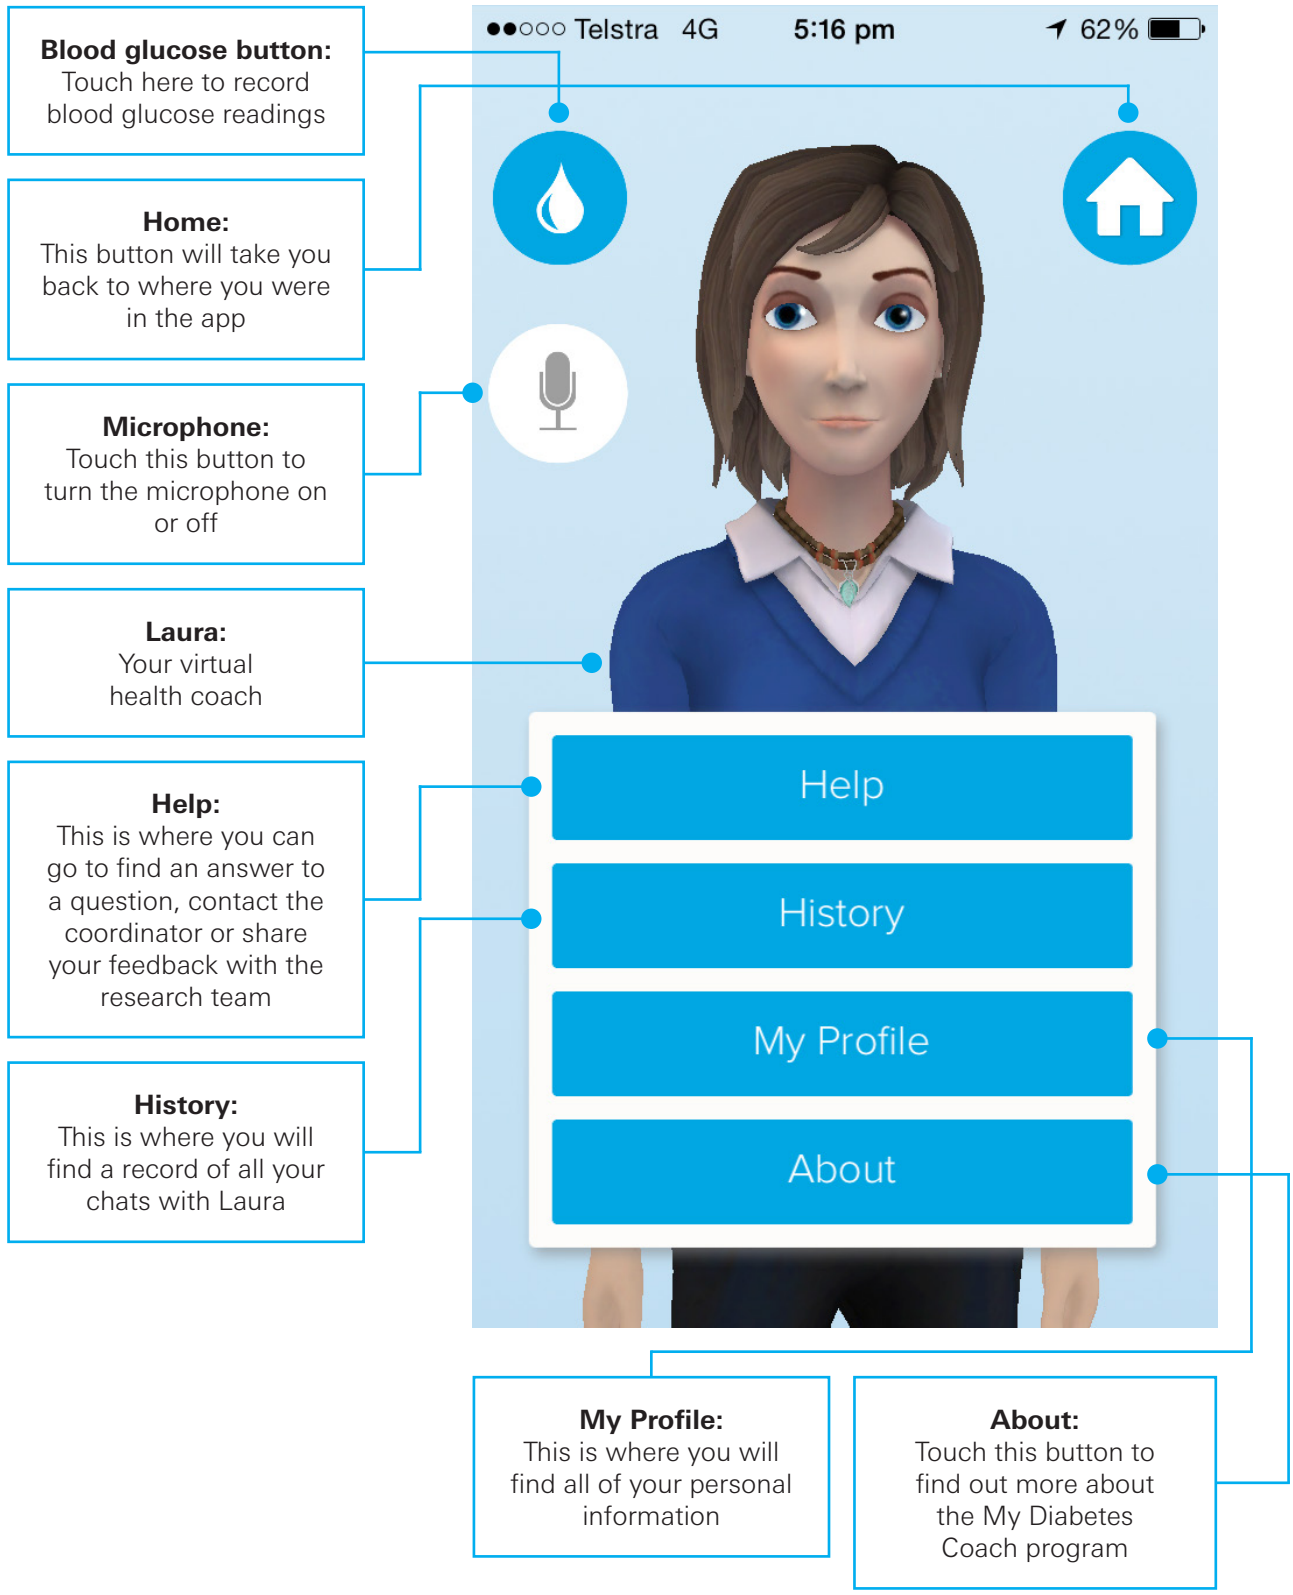 Telstra 4G 5:16 pm 62%
Blood glucose button:
Touch here to record
blood glucose readings
Home:
This button will take you
back to where you were
in the app
Microphone:
Touch this button to
turn the microphone on
or off
Laura:
Your virtual
health coach
Help:
This is where you can
go to find an answer to
a question, contact the
coordinator or share
your feedback with the
research team
History:
This is where you will
find a record of all your
chats with Laura
Help
History
My Profile
About
My Profile:
This is where you will
find all of your personal
information
About:
Touch this button to
find out more about
the My Diabetes
Coach program